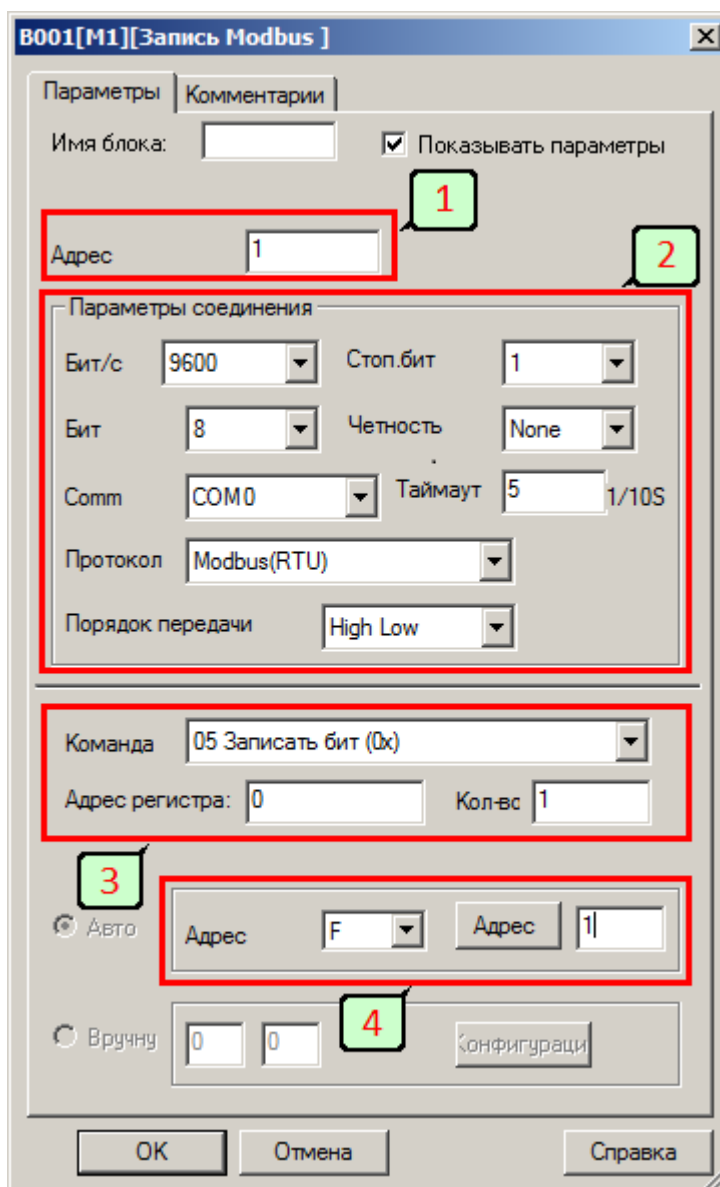 B001[M1][Запись Modbus ]
Параметры Комментарии
Имя блока: Показывать параметры
1
Адрес 1
2
Параметры соединения
Бит/с 9600 Стоп.бит 1
Бит 8 Четность None
Comm COM0 Таймаут 5 1/10S
Протокол Modbus(RTU)
Порядок передачи High Low
Команда 05 Записать бит (0x)
Адрес регистра: 0 Кол-вс 1
3
Авто Адрес F Адрес 1
4
Вручну 0 0 Конфигураци
OK Отмена Справка